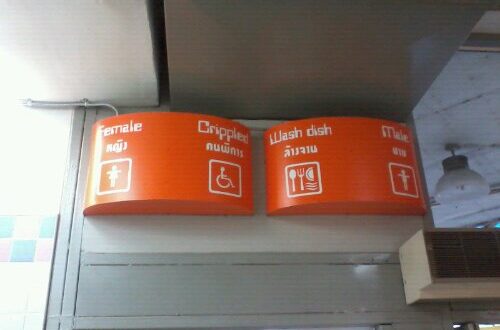 Female
หญิง
Crippled
คนพิการ
Wash dish
ล้างจาน
Male
ชาย